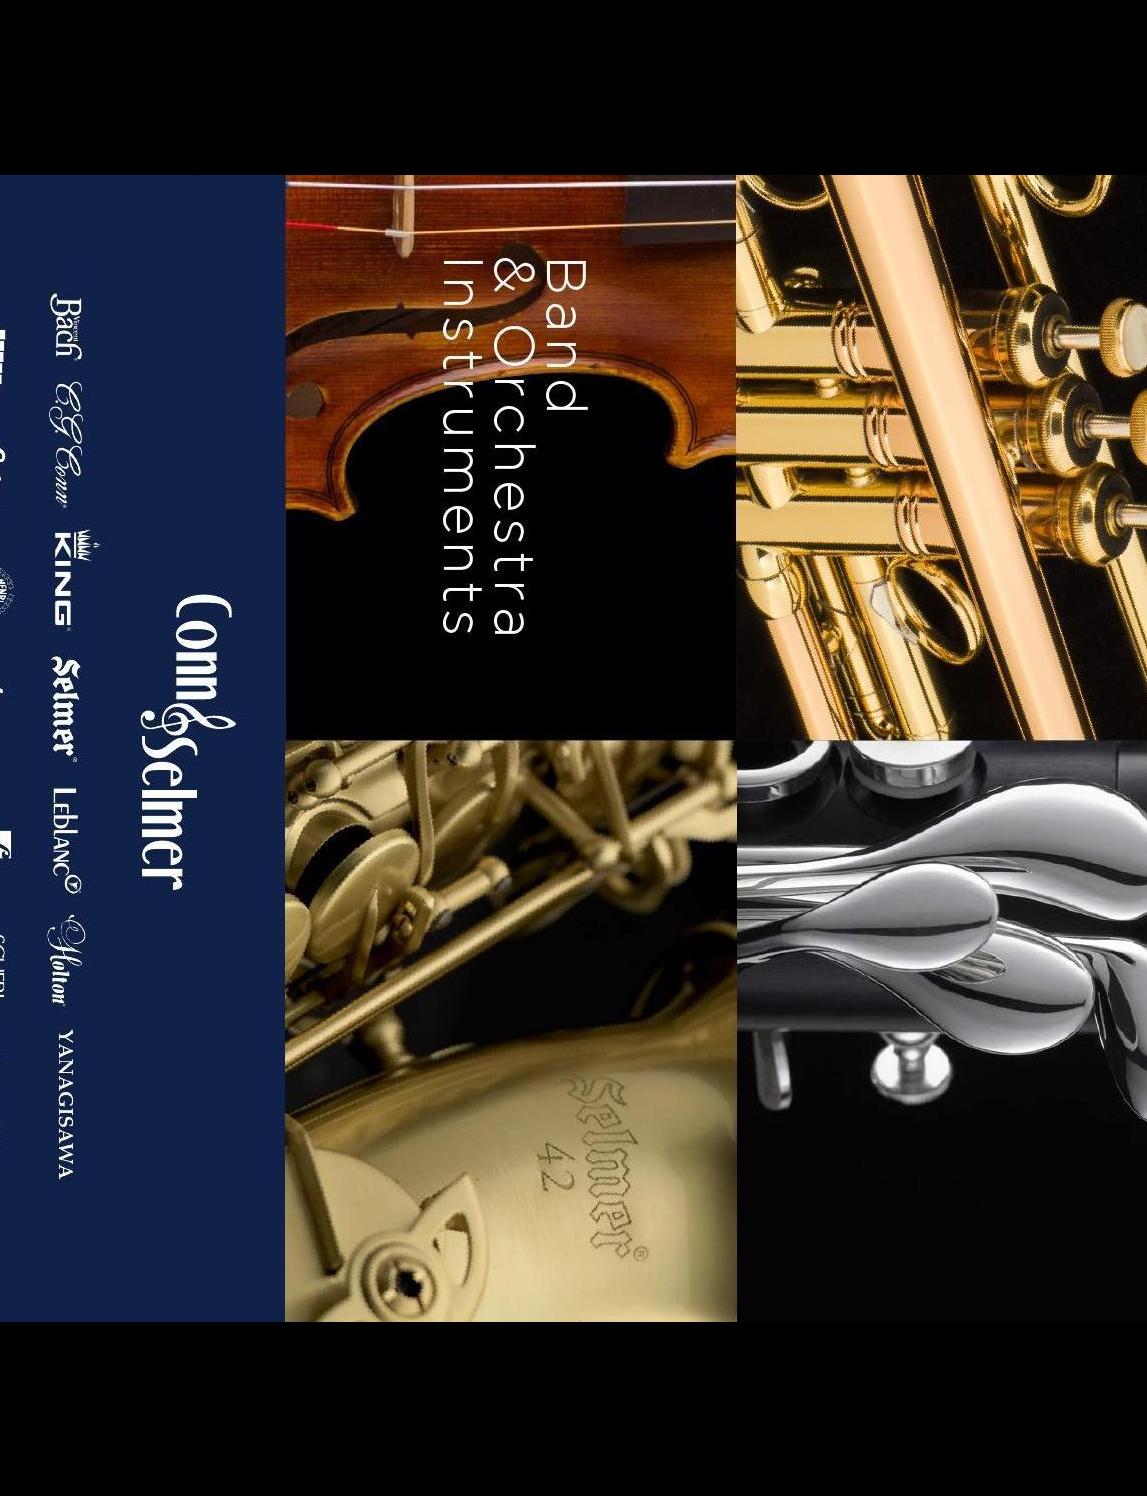 Band
& Orchestra
Instruments
Selmer®
42
Conn & Selmer
Vincent Bach® C.G. Conn® KING® Selmer® LEBLANC Holton YANAGISAWA